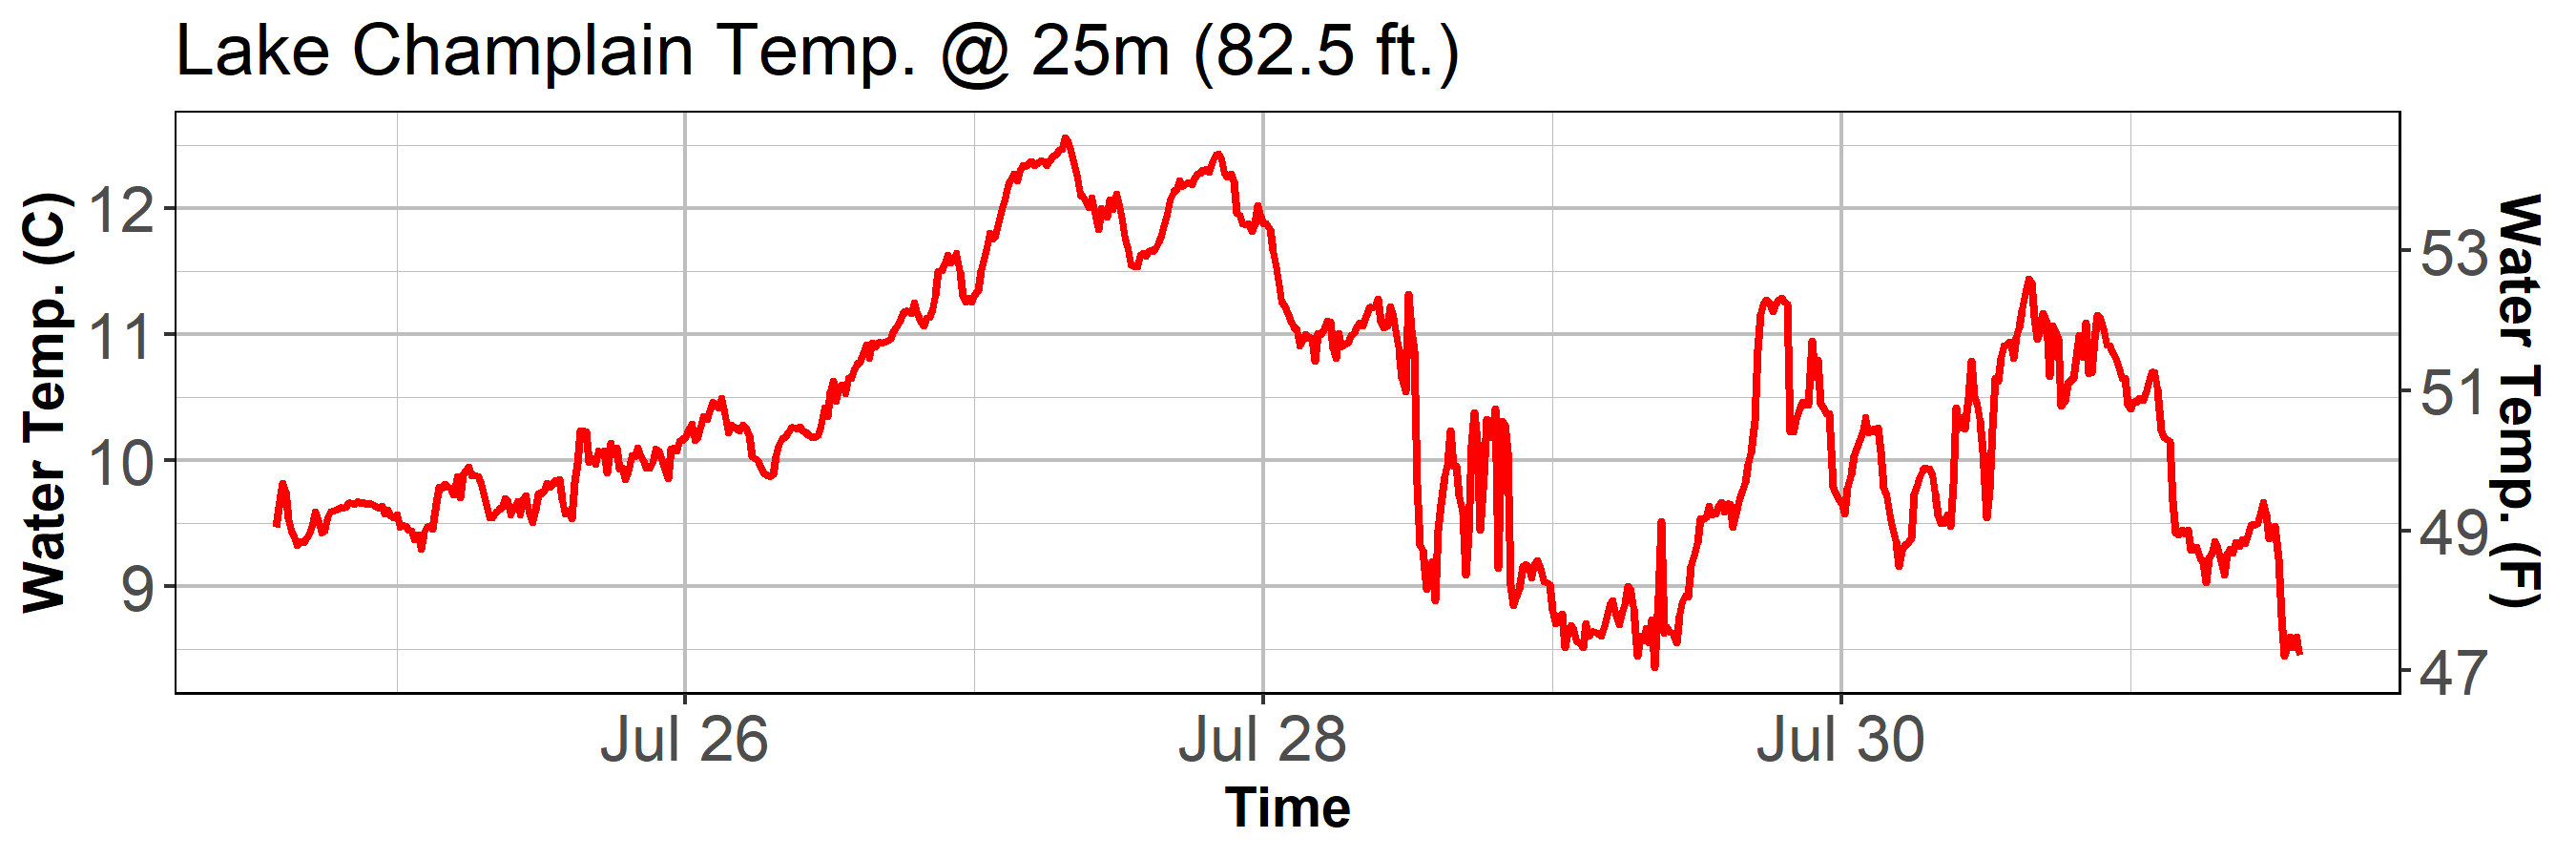 Lake Champlain Temp. @ 25m (82.5 ft.)
Water Temp. (C)
12
11
10
9
53
51
49
47
Water Temp. (F)
Jul 26
Jul 28
Jul 30
Time